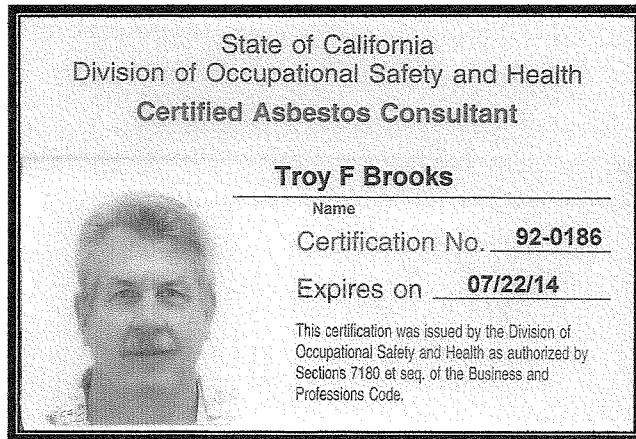 State of California
Division of Occupational Safety and Health
Certified Asbestos Consultant
Troy F Brooks
Name
Certification No. 92-0186
Expires on 07/22/14
This certification was issued by the Division of
Occupational Safety and Health as authorized by
Sections 7180 et seq. of the Business and
Professions Code.